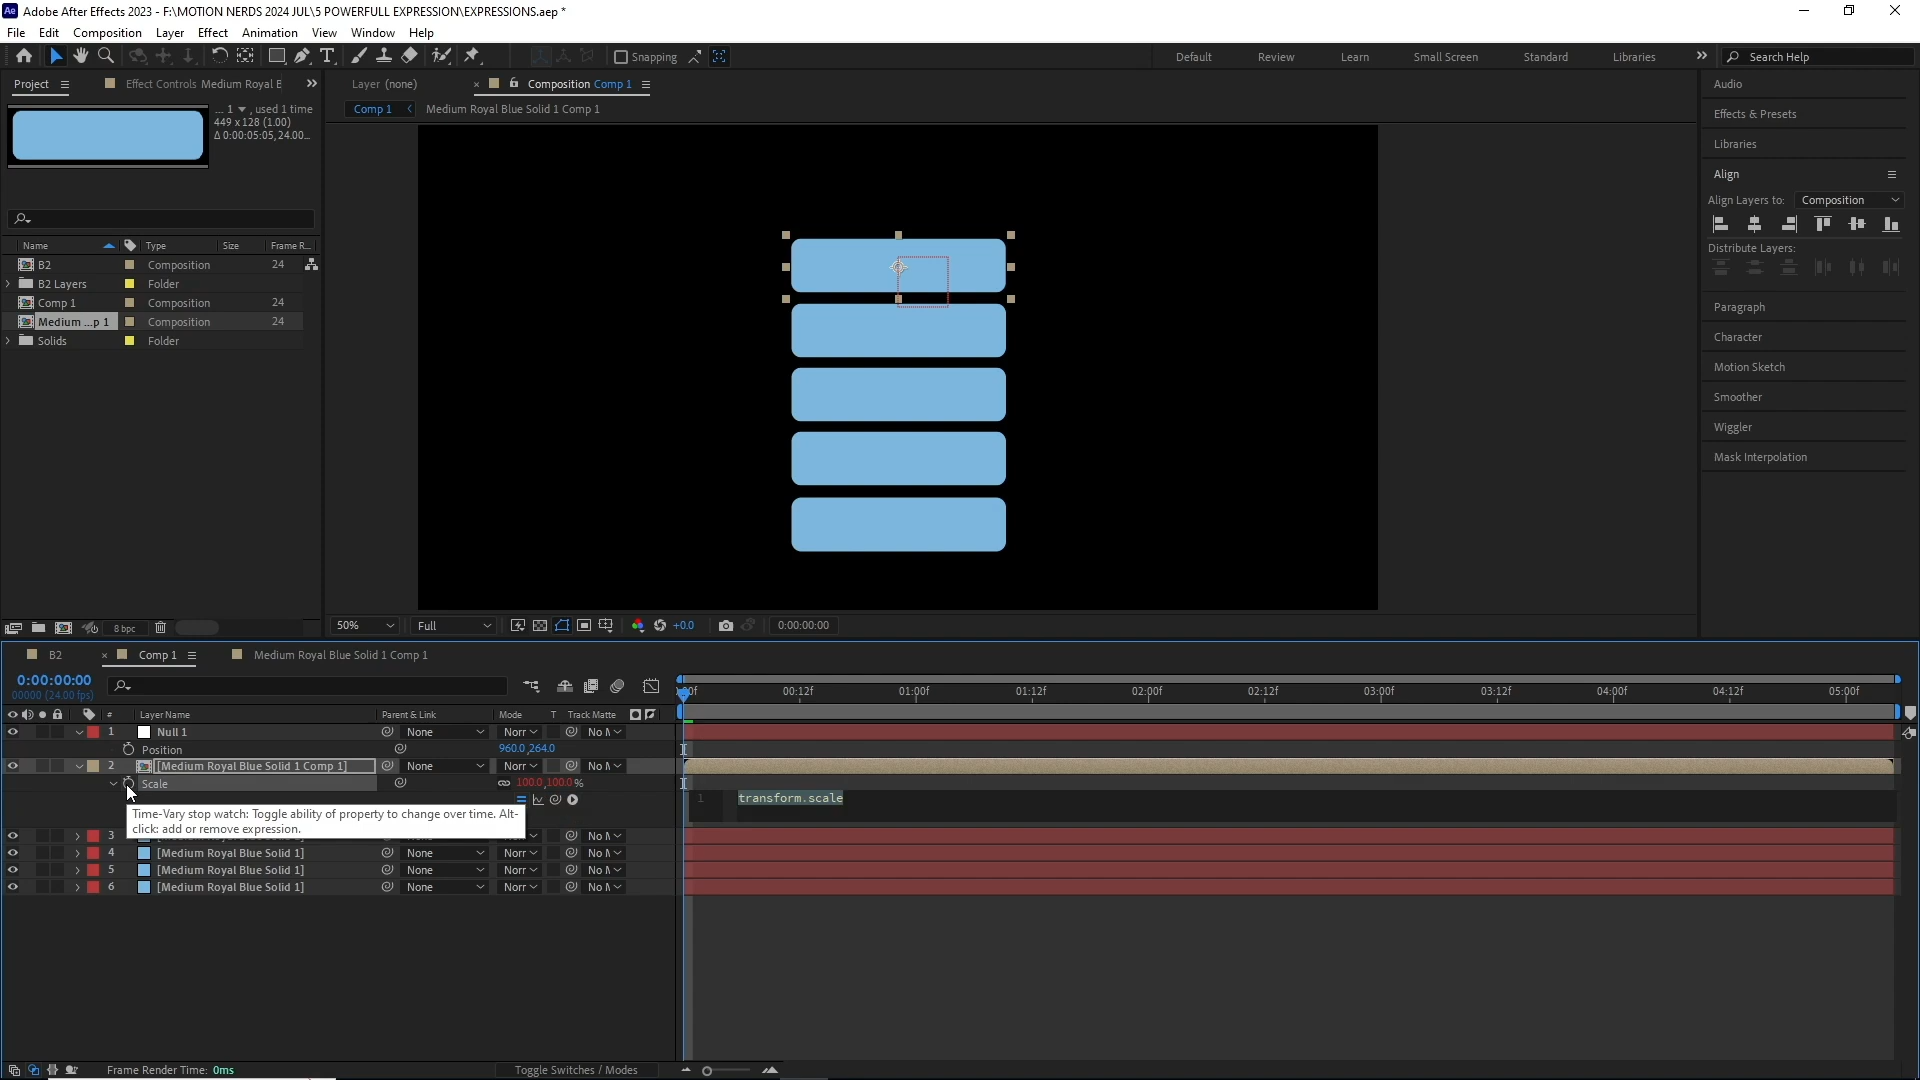 Adobe After Effects 2023 - F:\MOTION NERDS 2024 JUL\5 POWERFULL EXPRESSION\EXPRESSIONS.aep *
File Edit Composition Layer Effect Animation View Window Help
Snapping Default Review Learn Small Screen Standard Libraries Search Help
Project Effect Controls Medium Royal E
Layer (none) Composition Comp 1
Comp 1 Medium Royal Blue Solid 1 Comp 1
... 1 , used 1 time
449 x 128 (1.00)
Δ 0:00:05:05, 24.00...
Name Type Size Frame R...
B2 Composition 24
B2 Layers Folder
Comp 1 Composition 24
Medium ...p 1 Composition 24
Solids Folder
8 bpc
50% Full +0.0 0:00:00:00
Audio
Effects & Presets
Libraries
Align
Align Layers to: Composition
Distribute Layers:
Paragraph
Character
Motion Sketch
Smoother
Wiggler
Mask Interpolation
B2 Comp 1 Medium Royal Blue Solid 1 Comp 1
0:00:00:00
00000 (24.00 fps)
00:12f 01:00f 01:12f 02:00f 02:12f 03:00f 03:12f 04:00f 04:12f 05:00f
# Layer Name Parent & Link Mode T Track Matte
1 Null 1 None Norr No M
Position 960.0,264.0
2 [Medium Royal Blue Solid 1 Comp 1] None Norr No M
Scale 100.0,100.0%
1 transform.scale
Time-Vary stop watch: Toggle ability of property to change over time. Alt-
click: add or remove expression.
3 No M
4 [Medium Royal Blue Solid 1] None Norr No M
5 [Medium Royal Blue Solid 1] None Norr No M
6 [Medium Royal Blue Solid 1] None Norr No M
Frame Render Time: 0ms Toggle Switches / Modes